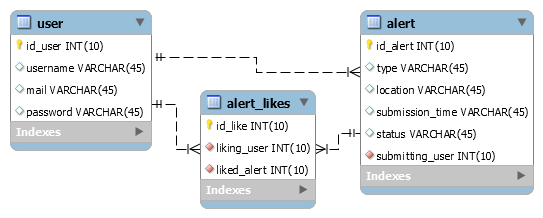 user
id_user INT(10)
username VARCHAR(45)
mail VARCHAR(45)
password VARCHAR(45)
Indexes
alert_likes
id_like INT(10)
liking_user INT(10)
liked_alert INT(10)
Indexes
alert
id_alert INT(10)
type VARCHAR(45)
location VARCHAR(45)
submission_time VARCHAR(45)
status VARCHAR(45)
submitting_user INT(10)
Indexes